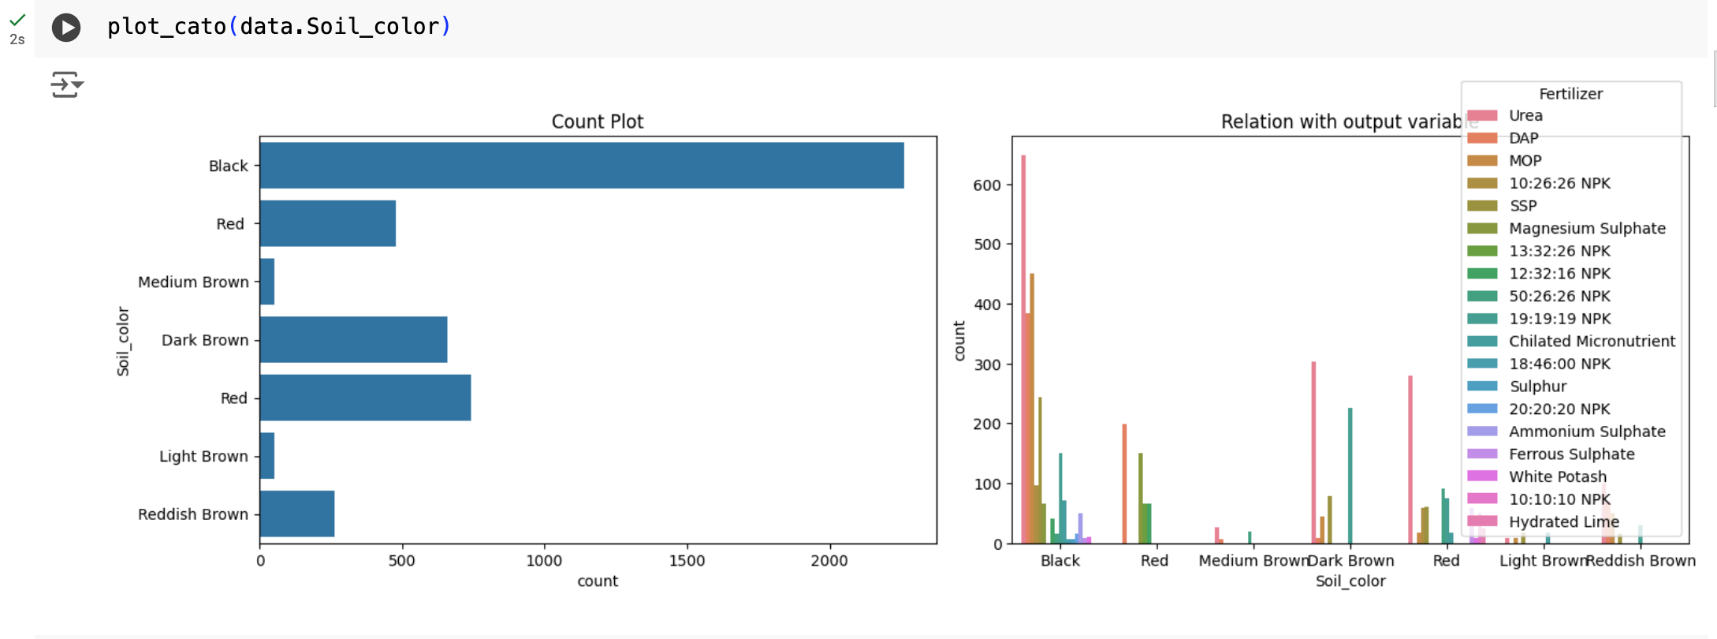 plot_cato(data.Soil_color)
2s
Count Plot
Black
Red
Medium Brown
Dark Brown
Red
Light Brown
Reddish Brown
Soil_color
0 500 1000 1500 2000
count
Relation with output variable
600
500
400
300
200
100
0
count
Black Red Medium Brown Dark Brown Red Light Brown Reddish Brown
Soil_color
Fertilizer
Urea
DAP
MOP
10:26:26 NPK
SSP
Magnesium Sulphate
13:32:26 NPK
12:32:16 NPK
50:26:26 NPK
19:19:19 NPK
Chilated Micronutrient
18:46:00 NPK
Sulphur
20:20:20 NPK
Ammonium Sulphate
Ferrous Sulphate
White Potash
10:10:10 NPK
Hydrated Lime